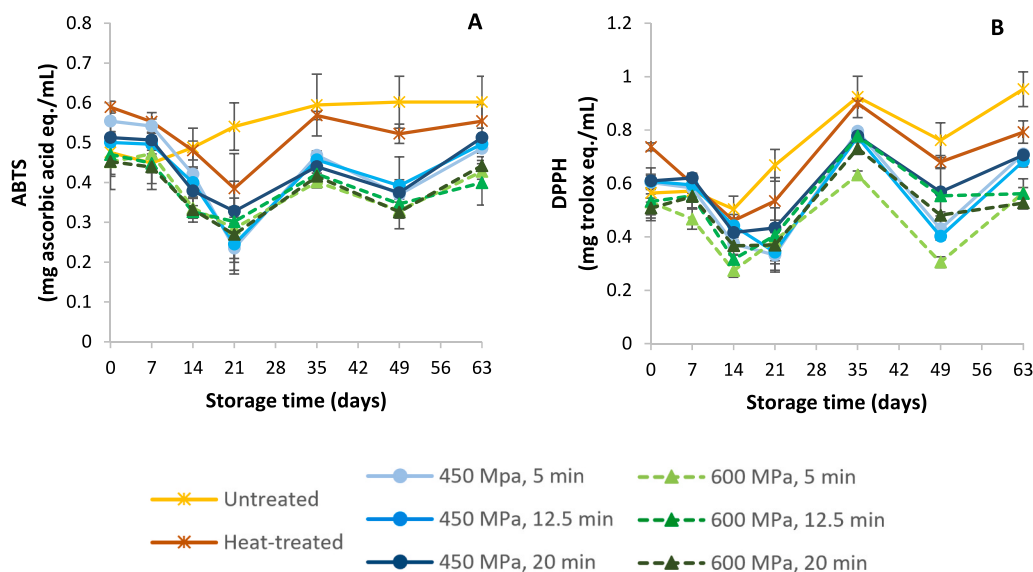 A
ABTS
(mg ascorbic acid eq./mL)
0.8
0.7
0.6
0.5
0.4
0.3
0.2
0.1
0
0 7 14 21 28 35 42 49 56 63
Storage time (days)
B
DPPH
(mg trolox eq./mL)
1.2
1
0.8
0.6
0.4
0.2
0
0 7 14 21 28 35 42 49 56 63
Storage time (days)
Untreated
Heat-treated
450 Mpa, 5 min
450 MPa, 12.5 min
450 MPa, 20 min
600 MPa, 5 min
600 MPa, 12.5 min
600 MPa, 20 min